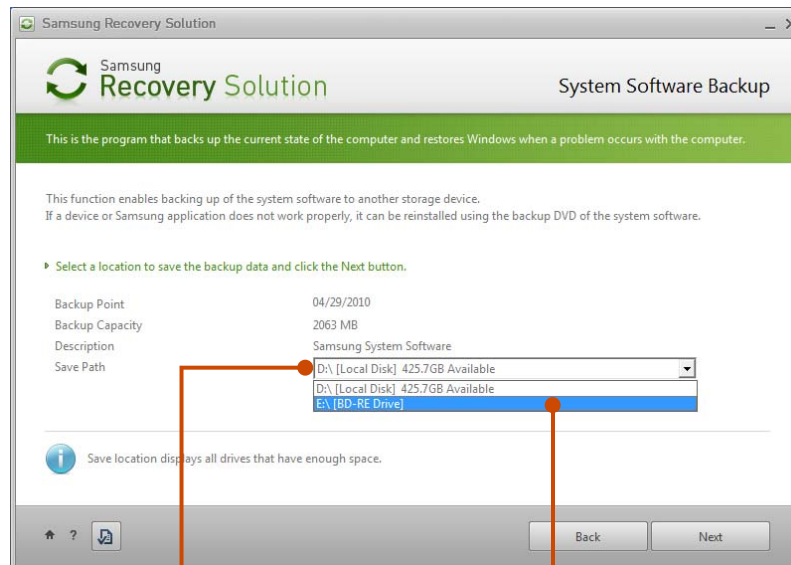 Samsung Recovery Solution
Samsung
Recovery Solution
System Software Backup
This is the program that backs up the current state of the computer and restores Windows when a problem occurs with the computer.
This function enables backing up of the system software to another storage device.
If a device or Samsung application does not work properly, it can be reinstalled using the backup DVD of the system software.
Select a location to save the backup data and click the Next button.
Backup Point 04/29/2010
Backup Capacity 2063 MB
Description Samsung System Software
Save Path D:\ [Local Disk] 425.7GB Available
D:\ [Local Disk] 425.7GB Available
E:\ [BD-RE Drive]
Save location displays all drives that have enough space.
? Back Next